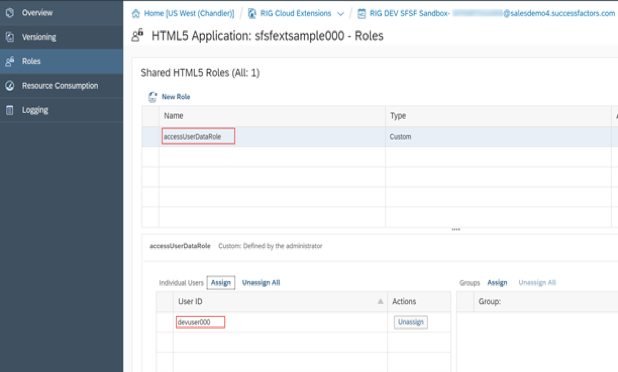 Overview
Versioning
Roles
Resource Consumption
Logging
Home [US West (Chandler)] / RIG Cloud Extensions / RIG DEV SFSF Sandbox- @salesdemo4.successfactors.com
HTML5 Application: sfsfextsample000 - Roles
Shared HTML5 Roles (All: 1)
New Role
Name Type
accessUserDataRole Custom
accessUserDataRole Custom: Defined by the administrator
Individual Users Assign Unassign All Groups Assign Unassign All
User ID Actions Group:
devuser000 Unassign